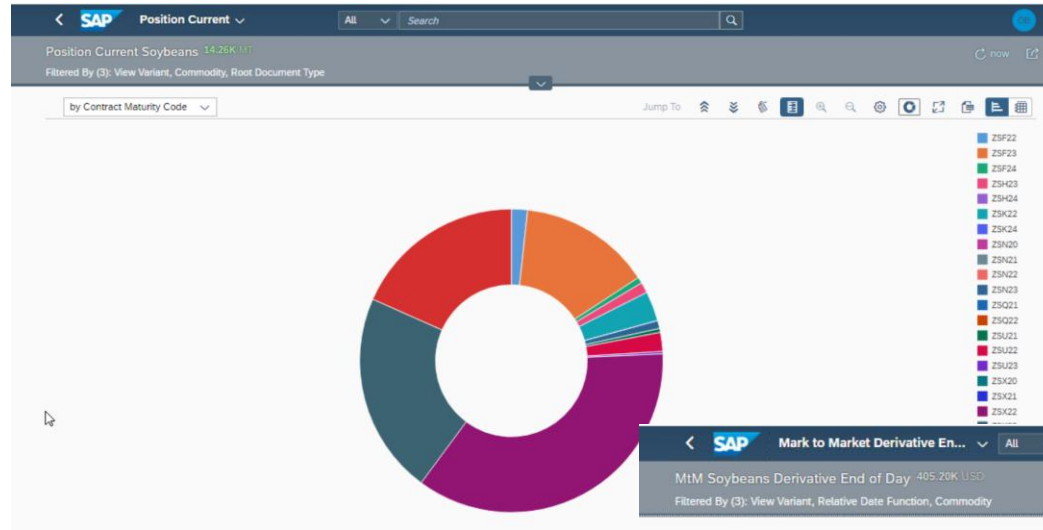 SAP Position Current All Search
Position Current Soybeans 14.26K MT
now
Filtered By (3): View Variant, Commodity, Root Document Type
by Contract Maturity Code
Jump To
ZSF22
ZSF23
ZSF24
ZSH23
ZSH24
ZSK22
ZSK24
ZSN20
ZSN21
ZSN22
ZSN23
ZSQ21
ZSQ22
ZSU21
ZSU22
ZSU23
ZSX20
ZSX21
ZSX22
SAP Mark to Market Derivative En... All
MtM Soybeans Derivative End of Day 405.20K USD
Filtered By (3): View Variant, Relative Date Function, Commodity